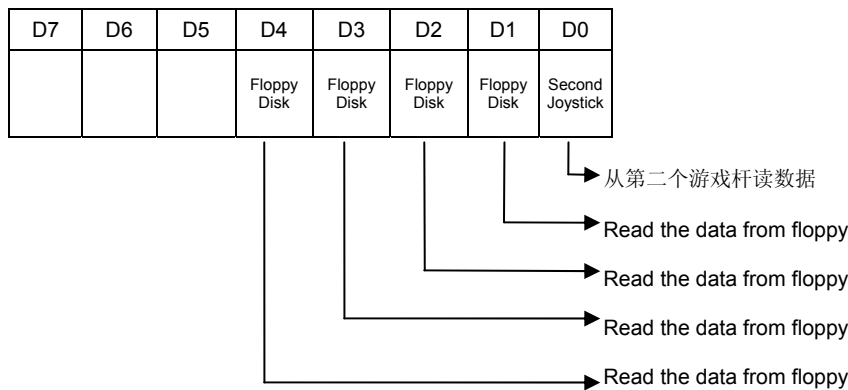 D7 D6 D5 D4 D3 D2 D1 D0
Floppy Disk Floppy Disk Floppy Disk Floppy Disk Second Joystick
从第二个游戏杆读数据
Read the data from floppy
Read the data from floppy
Read the data from floppy
Read the data from floppy